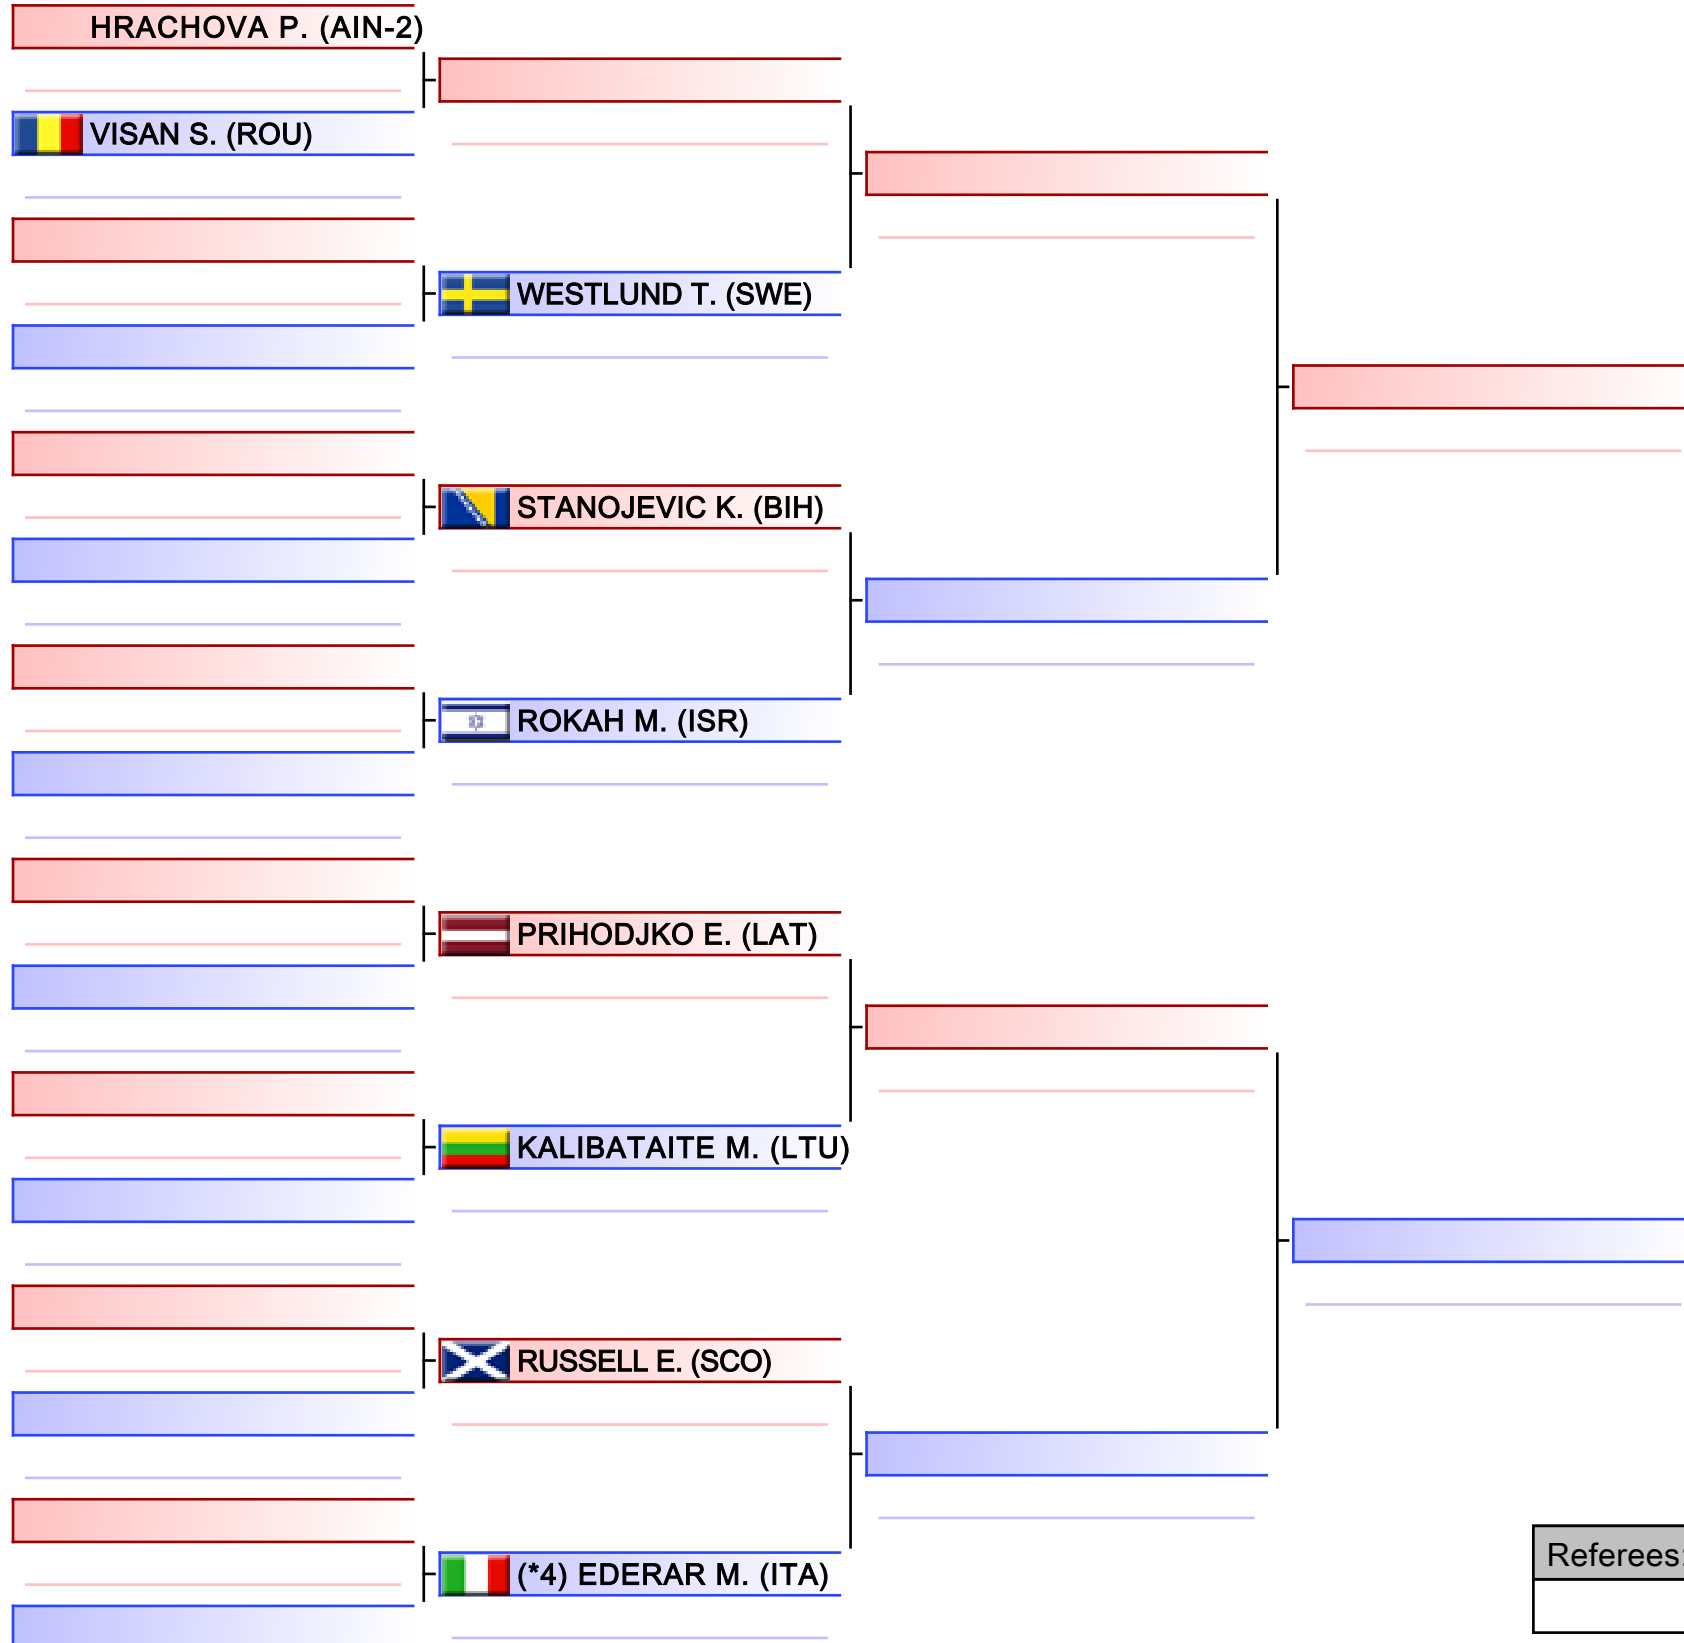 HRACHOVA P. (AIN-2)
VISAN S. (ROU)
WESTLUND T. (SWE)
STANOJEVIC K. (BIH)
ROKAH M. (ISR)
PRIHODJKO E. (LAT)
KALIBATAITE M. (LTU)
RUSSELL E. (SCO)
(*4) EDERAR M. (ITA)
Referees: